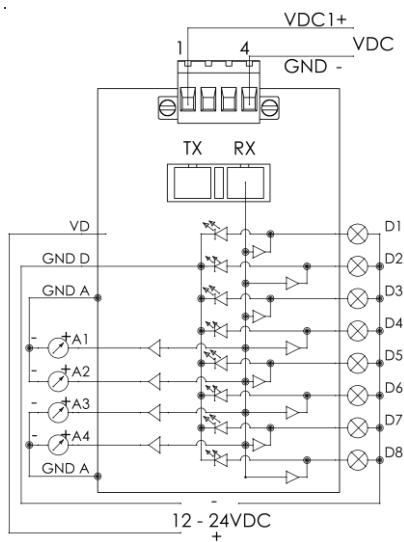 VDC1+
1 4 VDC
GND -
TX RX
VD
GND D
GND A
- + A1
A2
- + A3
A4
GND A
D1
D2
D3
D4
D5
D6
D7
D8
-
12 - 24VDC
+